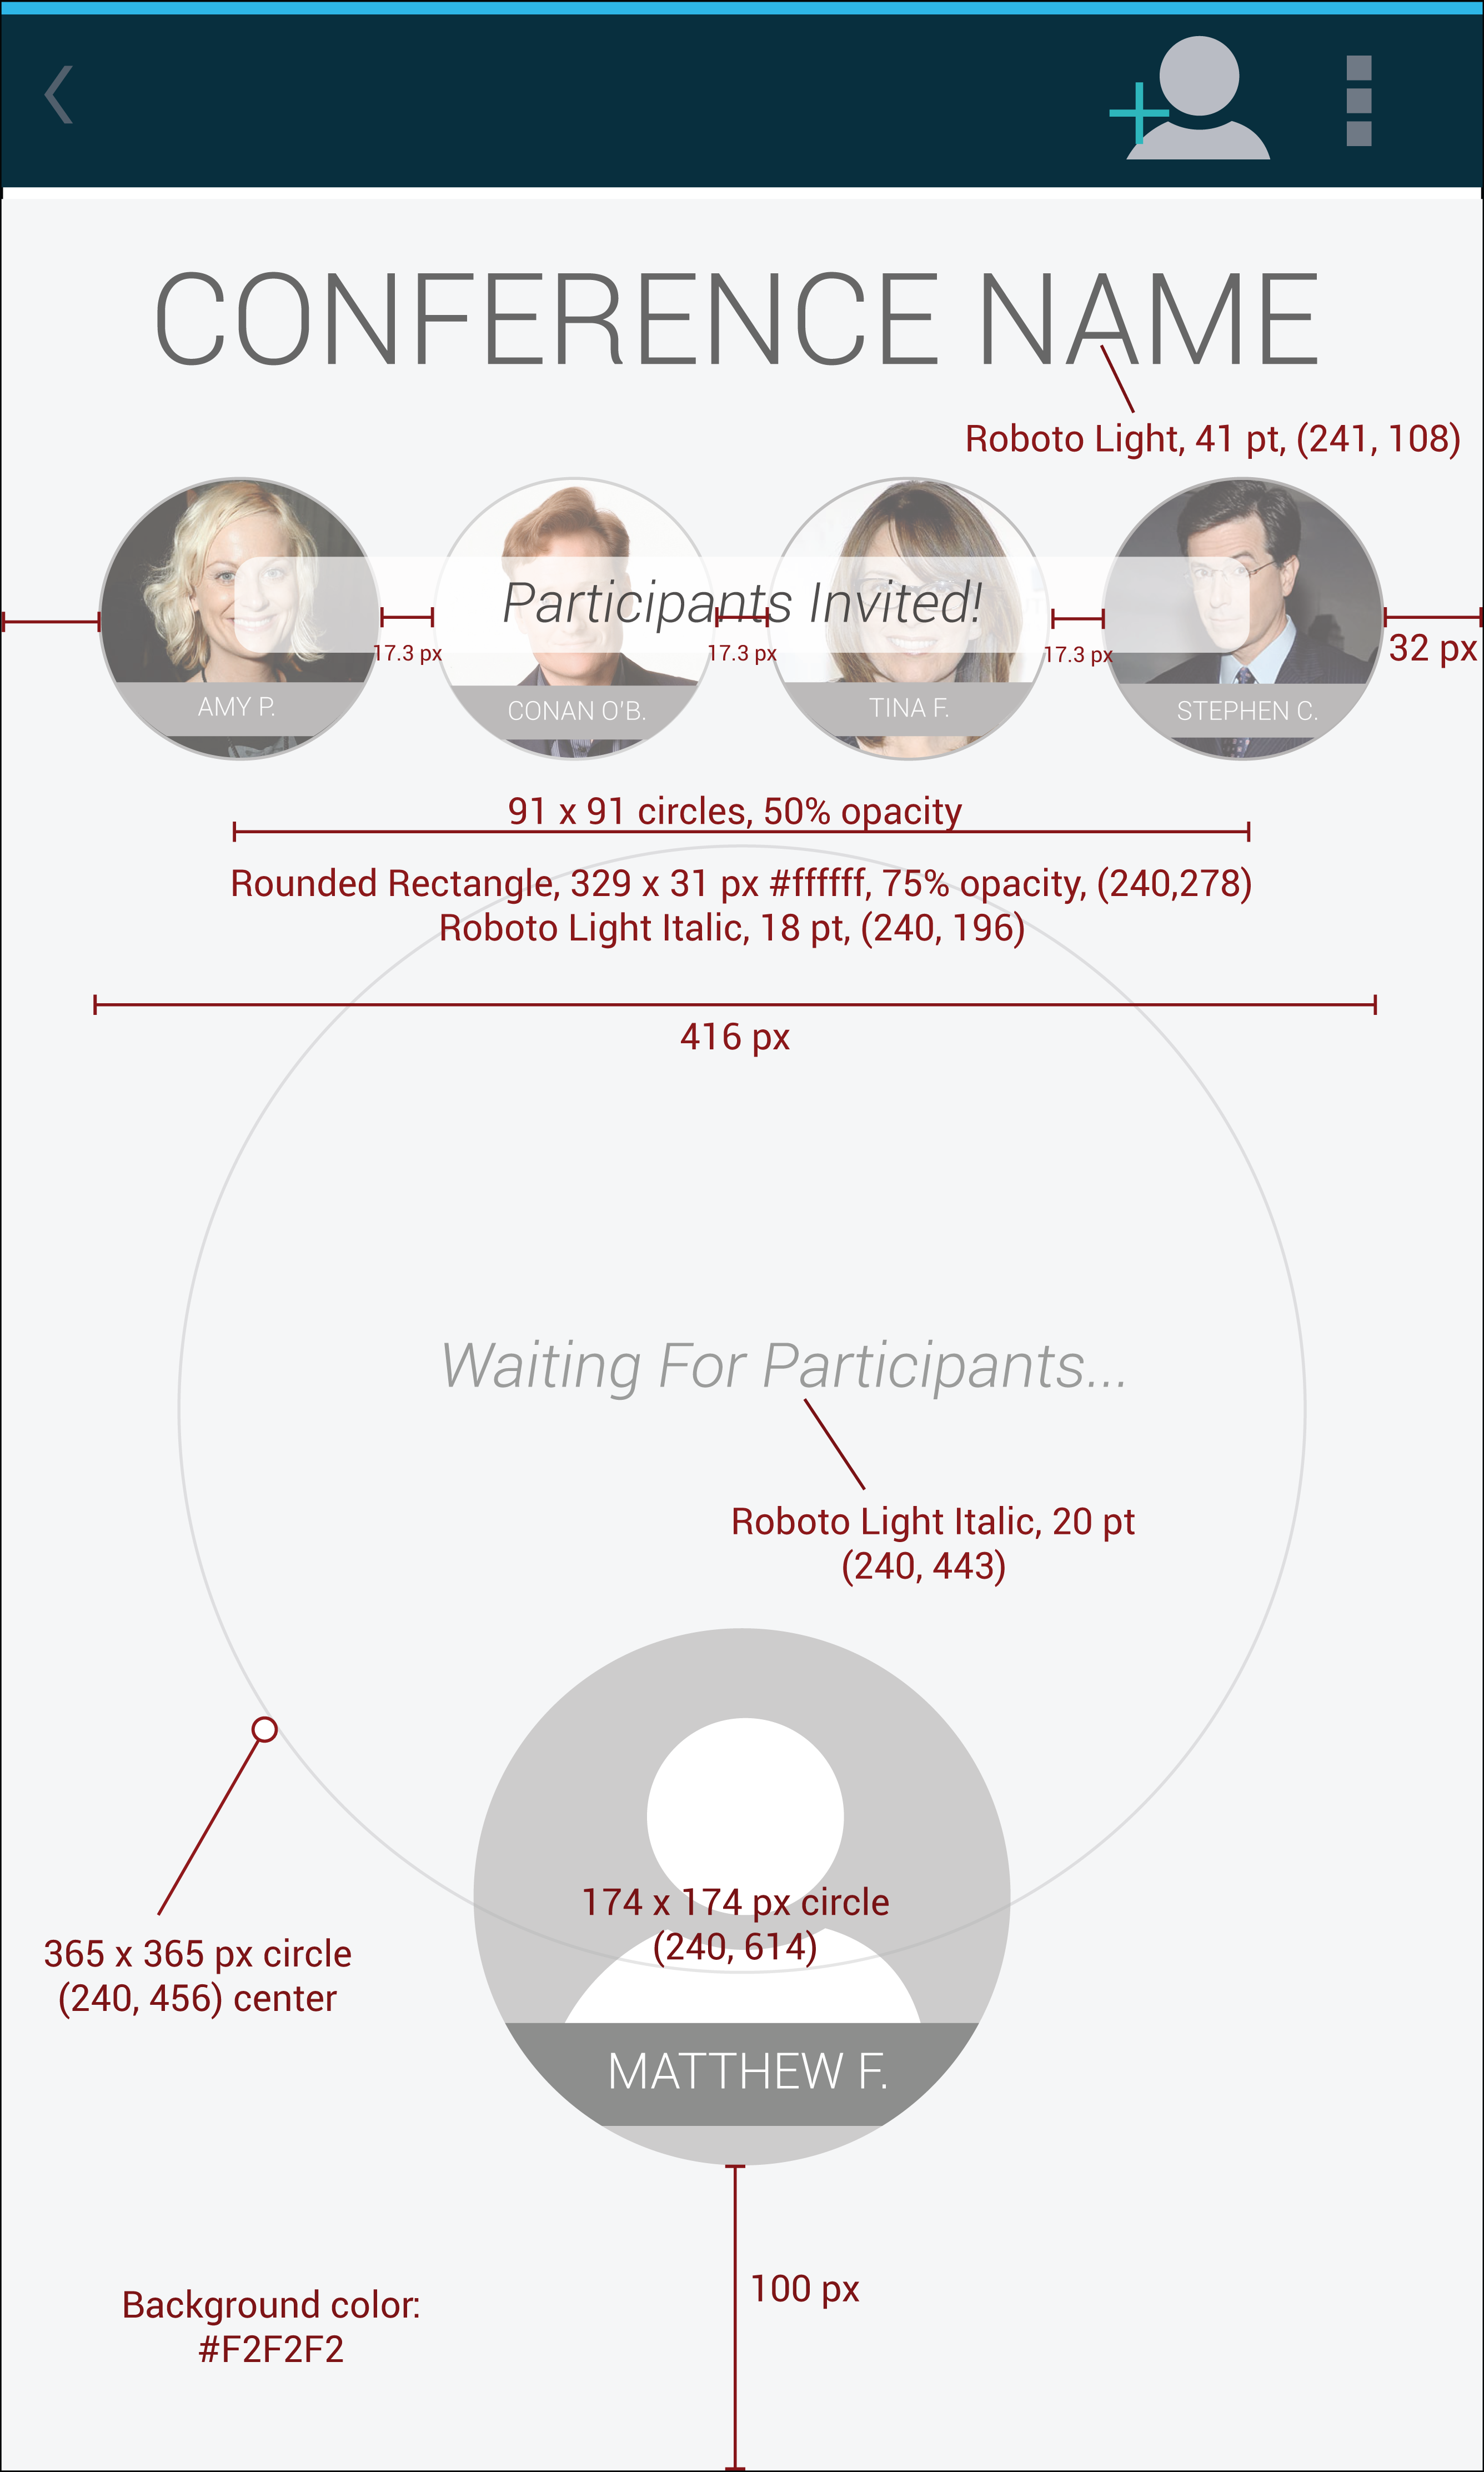 CONFERENCE NAME
Roboto Light, 41 pt, (241, 108)
Participants Invited!
17.3 px
17.3 px
17.3 px
32 px
AMY P.
CONAN O'B.
TINA F.
STEPHEN C.
91 x 91 circles, 50% opacity
Rounded Rectangle, 329 x 31 px #ffffff, 75% opacity, (240,278)
Roboto Light Italic, 18 pt, (240, 196)
416 px
Waiting For Participants...
Roboto Light Italic, 20 pt
(240, 443)
174 x 174 px circle
(240, 614)
365 x 365 px circle
(240, 456) center
MATTHEW F.
100 px
Background color:
#F2F2F2